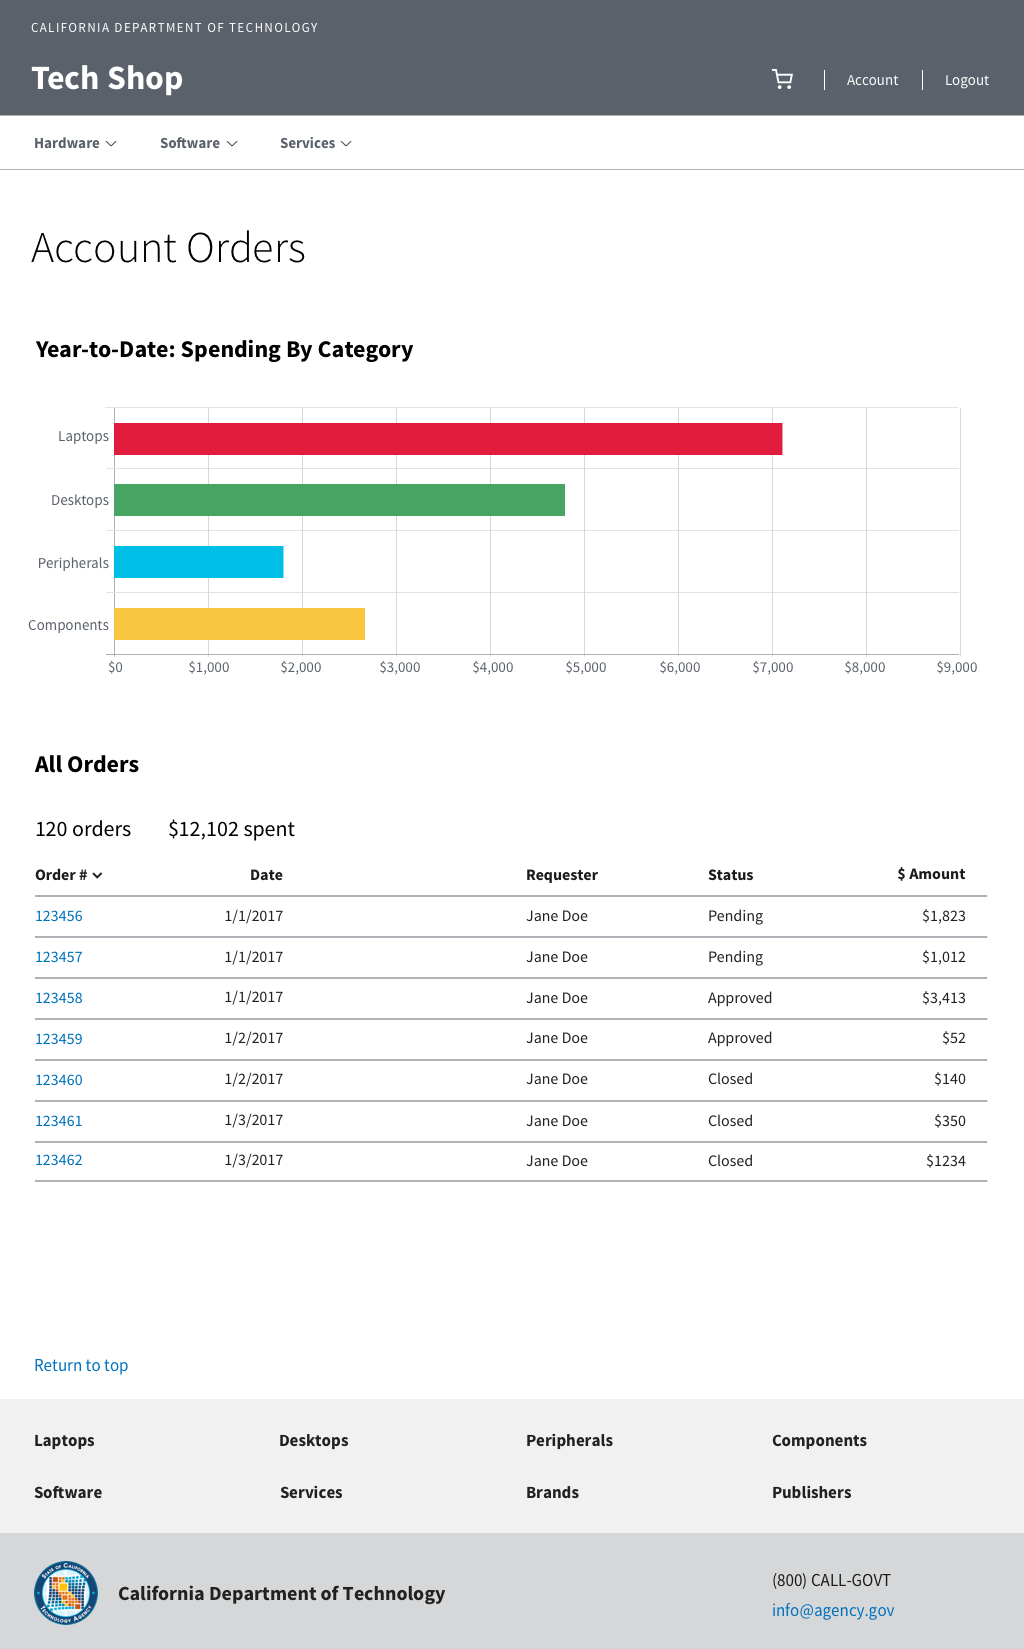 CALIFORNIA DEPARTMENT OF TECHNOLOGY
Tech Shop
Account Logout
Hardware Software Services
Account Orders
Year-to-Date: Spending By Category
Laptops
Desktops
Peripherals
Components
$0 $1,000 $2,000 $3,000 $4,000 $5,000 $6,000 $7,000 $8,000 $9,000
All Orders
120 orders $12,102 spent
Order # Date Requester Status $ Amount
123456 1/1/2017 Jane Doe Pending $1,823
123457 1/1/2017 Jane Doe Pending $1,012
123458 1/1/2017 Jane Doe Approved $3,413
123459 1/2/2017 Jane Doe Approved $52
123460 1/2/2017 Jane Doe Closed $140
123461 1/3/2017 Jane Doe Closed $350
123462 1/3/2017 Jane Doe Closed $1234
Return to top
Laptops Desktops Peripherals Components
Software Services Brands Publishers
STATE OF CALIFORNIA
TECHNOLOGY AGENCY
California Department of Technology
(800) CALL-GOVT
info@agency.gov